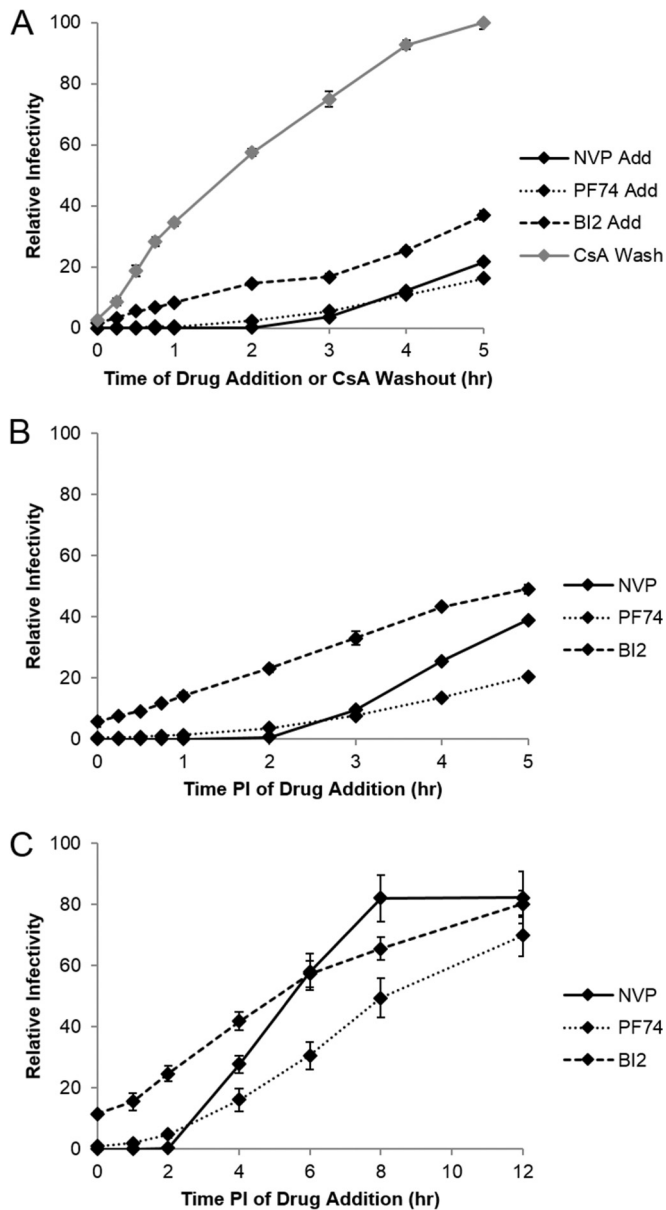 A
100
80
60
40
20
0
Relative Infectivity
0 1 2 3 4 5
Time of Drug Addition or CsA Washout (hr)
NVP Add
PF74 Add
BI2 Add
CsA Wash
B
100
80
60
40
20
0
Relative Infectivity
0 1 2 3 4 5
Time PI of Drug Addition (hr)
NVP
PF74
BI2
C
100
80
60
40
20
0
Relative Infectivity
0 2 4 6 8 10 12
Time PI of Drug Addition (hr)
NVP
PF74
BI2